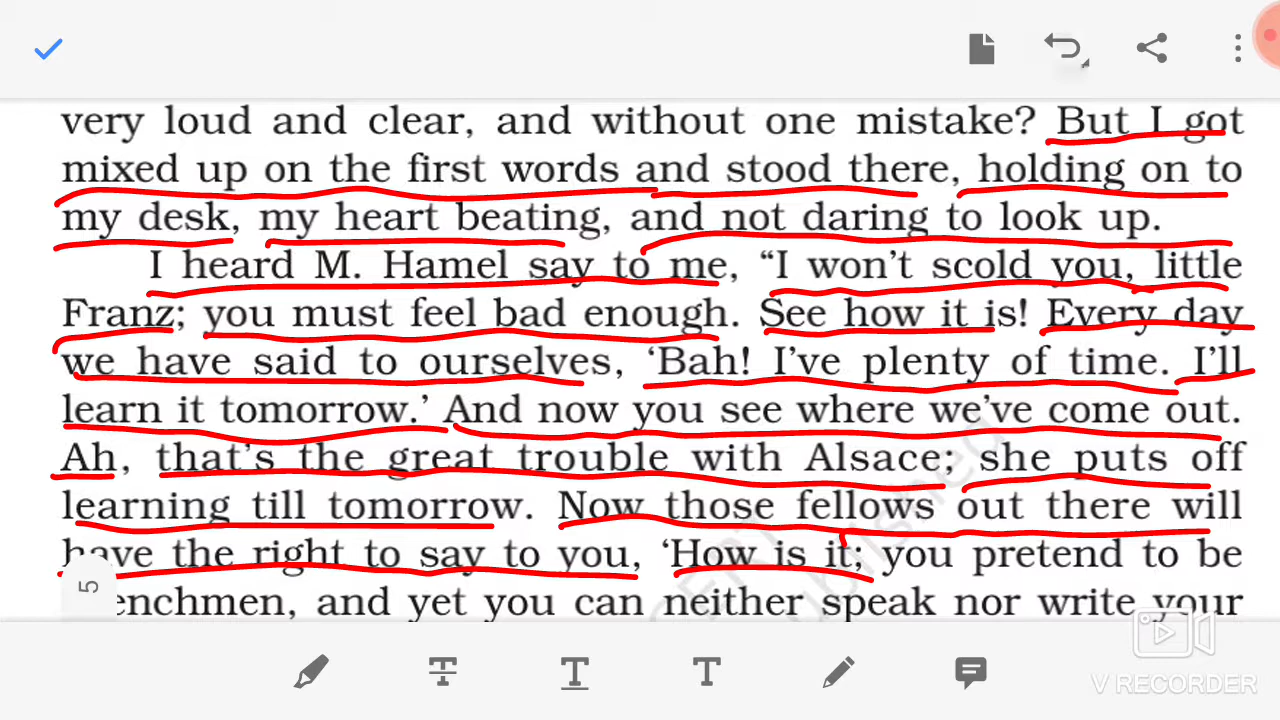 very loud and clear, and without one mistake? But I got
mixed up on the first words and stood there, holding on to
my desk, my heart beating, and not daring to look up.
I heard M. Hamel say to me, “I won’t scold you, little
Franz; you must feel bad enough. See how it is! Every day
we have said to ourselves, ‘Bah! I’ve plenty of time. I’ll
learn it tomorrow.’ And now you see where we’ve come out.
Ah, that’s the great trouble with Alsace; she puts off
learning till tomorrow. Now those fellows out there will
have the right to say to you, ‘How is it; you pretend to be
enchmen, and yet you can neither speak nor write your
5
T
T
T
V RECORDER